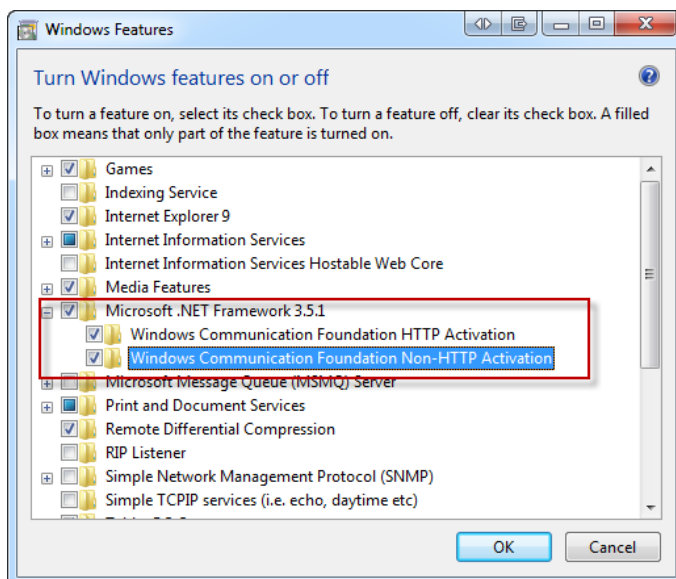 Windows Features
Turn Windows features on or off
To turn a feature on, select its check box. To turn a feature off, clear its check box. A filled
box means that only part of the feature is turned on.
Games
Indexing Service
Internet Explorer 9
Internet Information Services
Internet Information Services Hostable Web Core
Media Features
Microsoft .NET Framework 3.5.1
Windows Communication Foundation HTTP Activation
Windows Communication Foundation Non-HTTP Activation
Microsoft Message Queue (MSMQ) Server
Print and Document Services
Remote Differential Compression
RIP Listener
Simple Network Management Protocol (SNMP)
Simple TCPIP services (i.e. echo, daytime etc)
OK Cancel